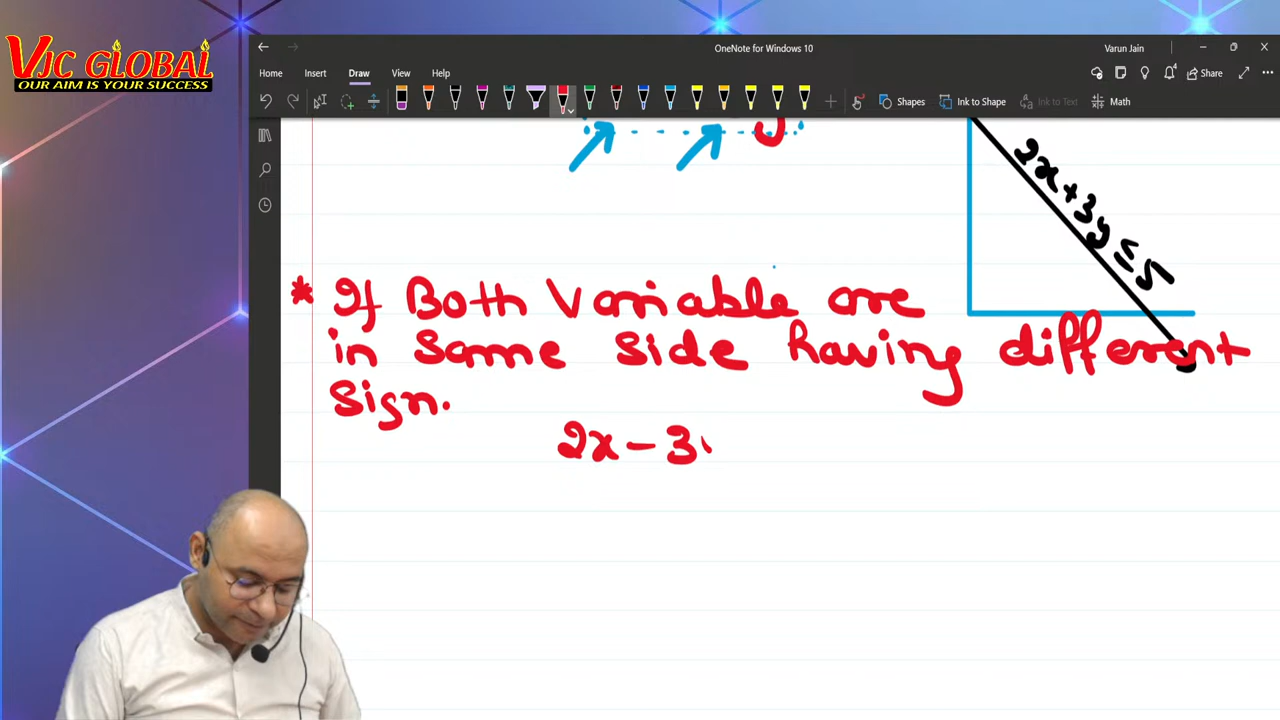 VJC GLOBAL
OUR AIM IS YOUR SUCCESS
OneNote for Windows 10
Varun Jain
Home Insert Draw View Help
Share
Shapes Ink to Shape Ink to Text Math
y
2x+3y≤5
* If Both Variable are
in Same Side having different
Sign.
2x-3